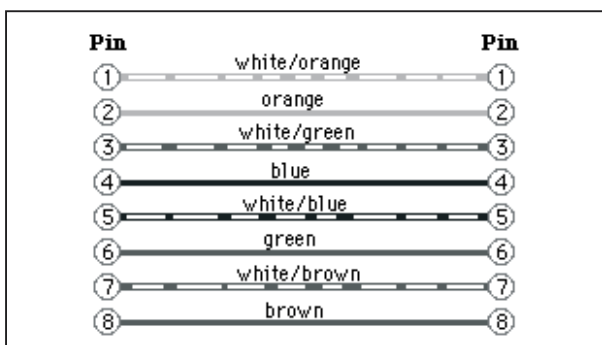 Pin Pin
white/orange
1 1
orange
2 2
white/green
3 3
blue
4 4
white/blue
5 5
green
6 6
white/brown
7 7
brown
8 8